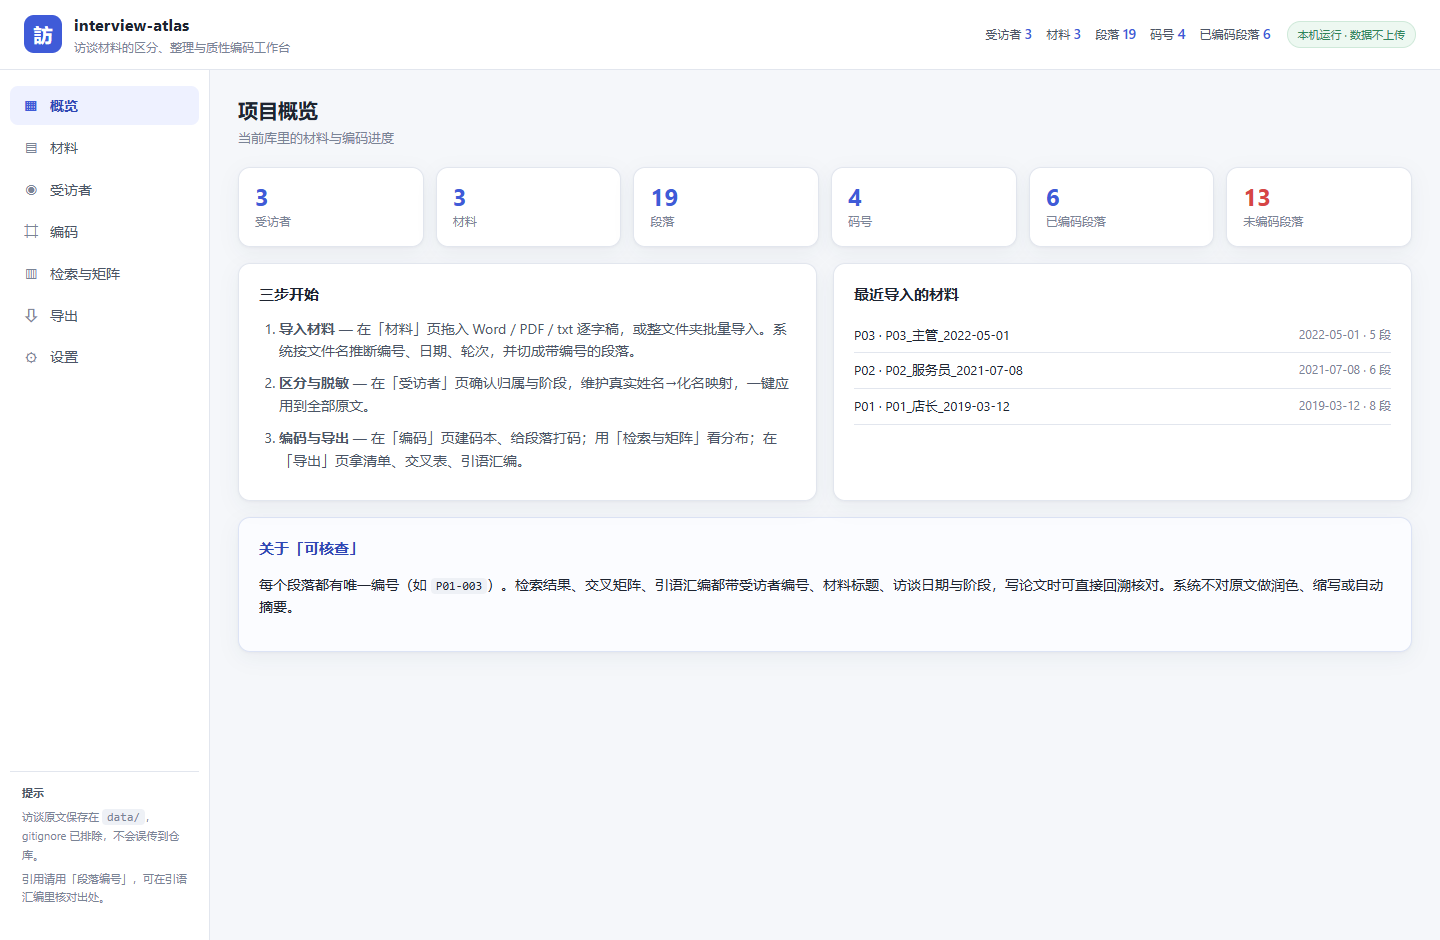 訪
interview-atlas
访谈材料的区分、整理与质性编码工作台
受访者 3 材料 3 段落 19 码号 4 已编码段落 6
本机运行 · 数据不上传
概览
材料
受访者
编码
检索与矩阵
导出
设置
提示
访谈原文保存在 data/，
gitignore 已排除，不会误传到仓
库。
引用请用「段落编号」，可在引语
汇编里核对出处。
项目概览
当前库里的材料与编码进度
3
受访者
3
材料
19
段落
4
码号
6
已编码段落
13
未编码段落
三步开始
1. 导入材料 — 在「材料」页拖入 Word / PDF / txt 逐字稿，或整文件夹批量导入。系
统按文件名推断编号、日期、轮次，并切成带编号的段落。
2. 区分与脱敏 — 在「受访者」页确认归属与阶段，维护真实姓名→化名映射，一键应
用到全部原文。
3. 编码与导出 — 在「编码」页建码本、给段落打码；用「检索与矩阵」看分布；在
「导出」页拿清单、交叉表、引语汇编。
最近导入的材料
P03 · P03_主管_2022-05-01 2022-05-01 · 5 段
P02 · P02_服务员_2021-07-08 2021-07-08 · 6 段
P01 · P01_店长_2019-03-12 2019-03-12 · 8 段
关于「可核查」
每个段落都有唯一编号（如 P01-003 ）。检索结果、交叉矩阵、引语汇编都带受访者编号、材料标题、访谈日期与阶段，写论文时可直接回溯核对。系统不对原文做润色、缩写或自动
摘要。